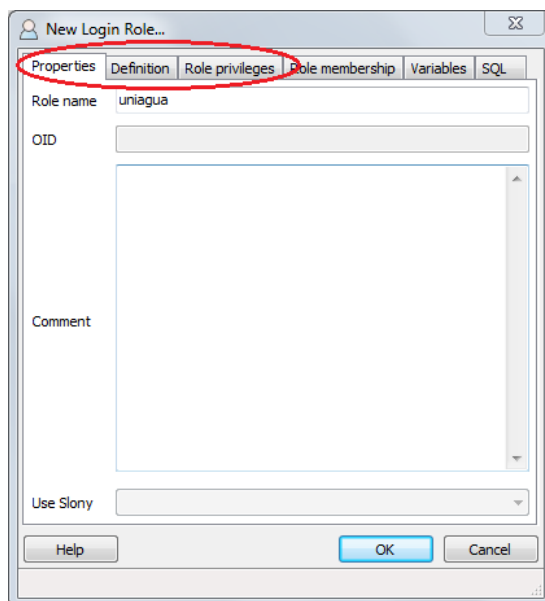 New Login Role...
Properties Definition Role privileges Role membership Variables SQL
Role name uniagua
OID
Comment
Use Slony
Help OK Cancel